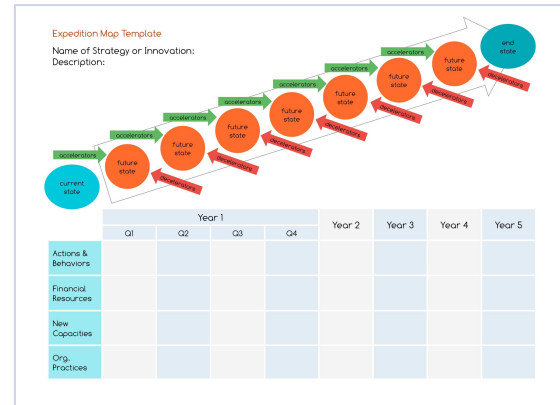 Expedition Map Template
Name of Strategy or Innovation:
Description:
end
state
accelerators
future
state
decelerators
accelerators
future
state
decelerators
accelerators
future
state
decelerators
accelerators
future
state
decelerators
accelerators
future
state
decelerators
accelerators
future
state
decelerators
accelerators
future
state
decelerators
current
state
Year 1
Year 2
Year 3
Year 4
Year 5
Q1
Q2
Q3
Q4
Actions &
Behaviors
Financial
Resources
New
Capacities
Org.
Practices